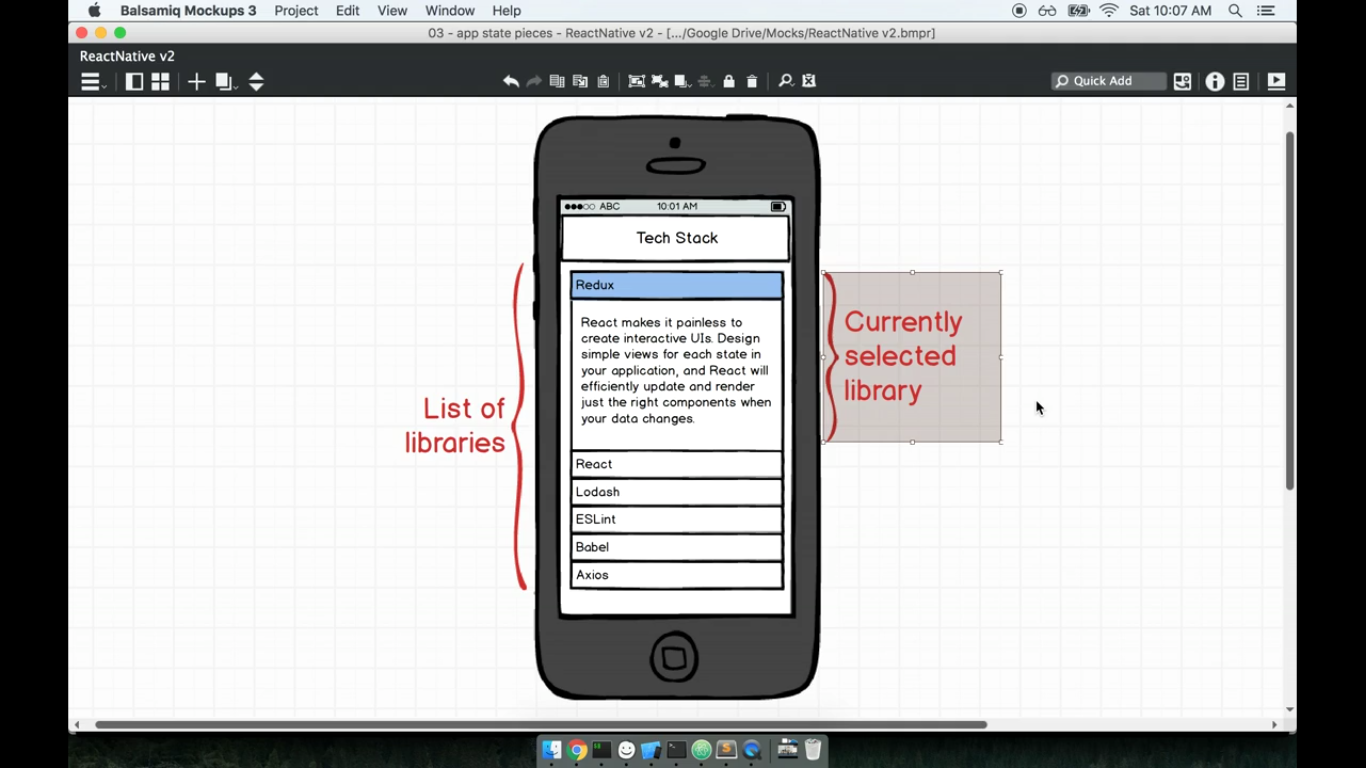 Balsamiq Mockups 3 Project Edit View Window Help Sat 10:07 AM
03 - app state pieces - ReactNative v2 - [.../Google Drive/Mocks/ReactNative v2.bmpr]
ReactNative v2
Quick Add
ABC 10:01 AM
Tech Stack
Redux
React makes it painless to
create interactive UIs. Design
simple views for each state in
your application, and React will
efficiently update and render
just the right components when
your data changes.
React
Lodash
ESLint
Babel
Axios
List of
libraries
Currently
selected
library